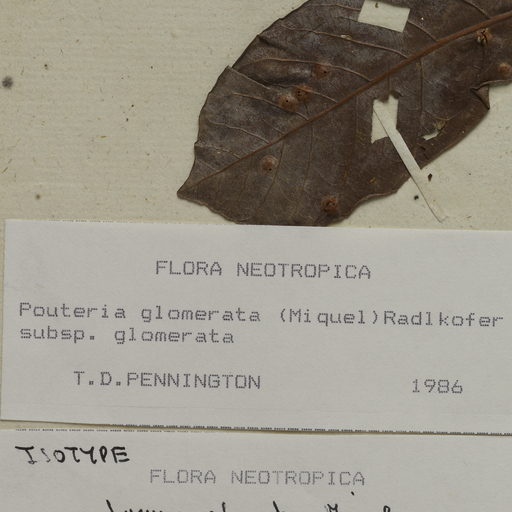 FLORA NEOTROPICA
Pouteria glomerata (Miquel)Radlkofer
subsp. glomerata
T.D.PENNINGTON 1986
ISOTYPE
FLORA NEOTROPICA